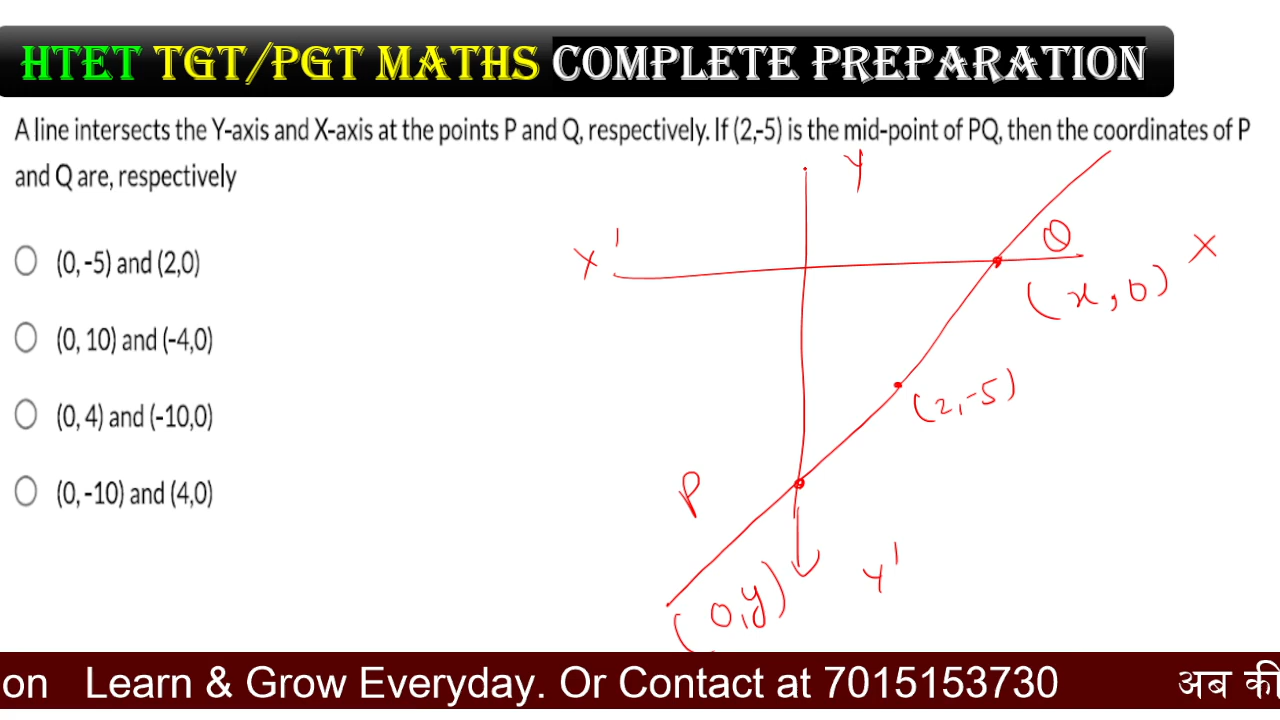 HTET TGT/PGT MATHS COMPLETE PREPARATION
A line intersects the Y-axis and X-axis at the points P and Q, respectively. If (2,-5) is the mid-point of PQ, then the coordinates of P
and Q are, respectively
(0, -5) and (2,0)
(0, 10) and (-4,0)
(0, 4) and (-10,0)
(0, -10) and (4,0)
Y
X'
Q
X
(x, 0)
(2,-5)
P
Y'
(0,y)
on Learn & Grow Everyday. Or Contact at 7015153730 अब की